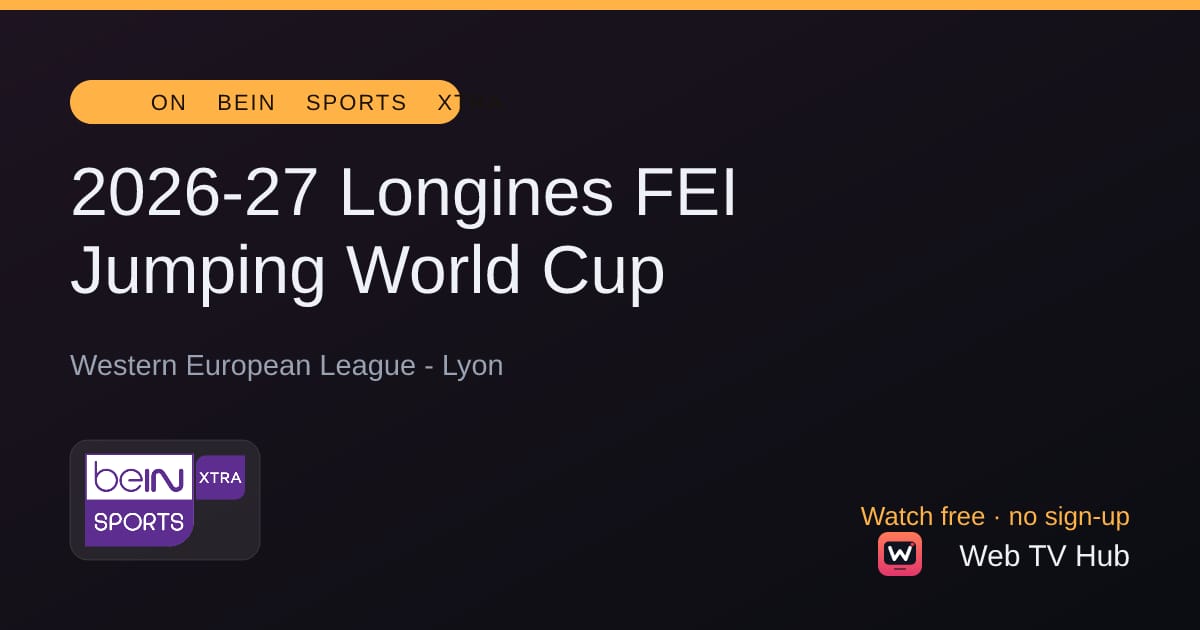 ON BEIN SPORTS XTRA
2026-27 Longines FEI
Jumping World Cup
Western European League - Lyon
beIN
XTRA
SPORTS
Watch free · no sign-up
W
Web TV Hub